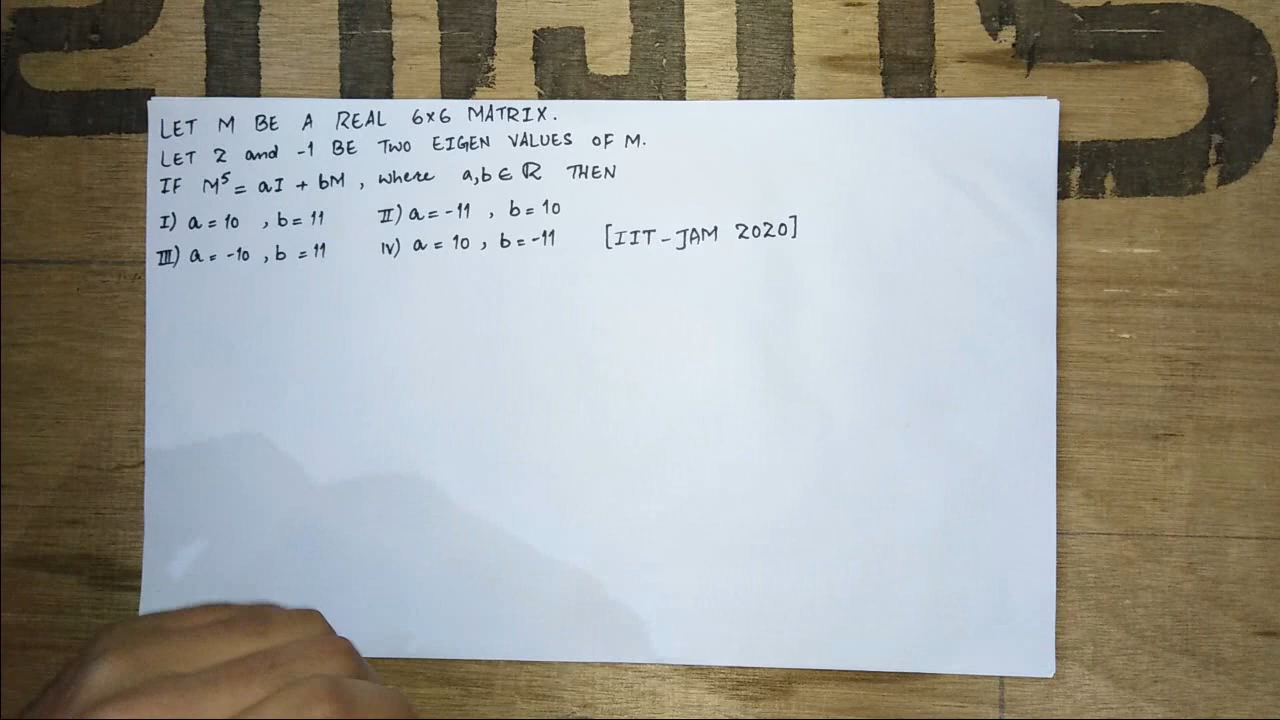 LET M BE A REAL 6×6 MATRIX.
LET 2 and -1 BE TWO EIGEN VALUES OF M.
IF M⁵ = aI + bM , where a,b ∈ ℝ THEN
I) a = 10 , b = 11 II) a = -11 , b = 10
III) a = -10 , b = 11 IV) a = 10 , b = -11 [IIT-JAM 2020]